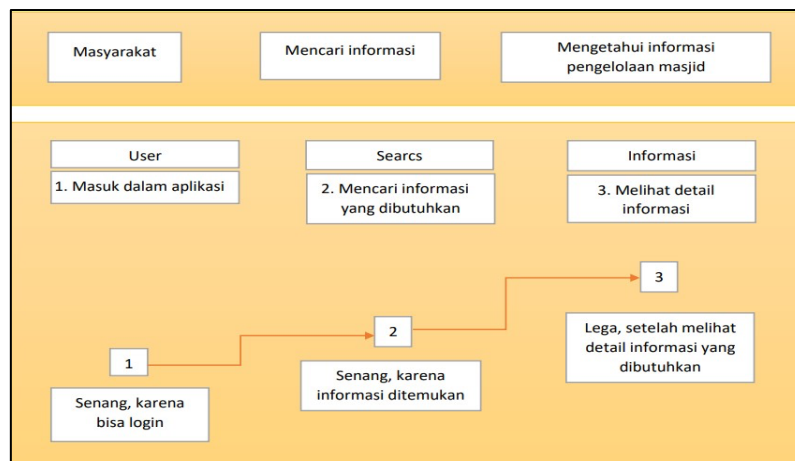 Masyarakat
Mencari informasi
Mengetahui informasi
pengelolaan masjid
User
Searcs
Informasi
1. Masuk dalam aplikasi
2. Mencari informasi
yang dibutuhkan
3. Melihat detail
informasi
3
2
1
Lega, setelah melihat
detail informasi yang
dibutuhkan
Senang, karena
informasi ditemukan
Senang, karena
bisa login